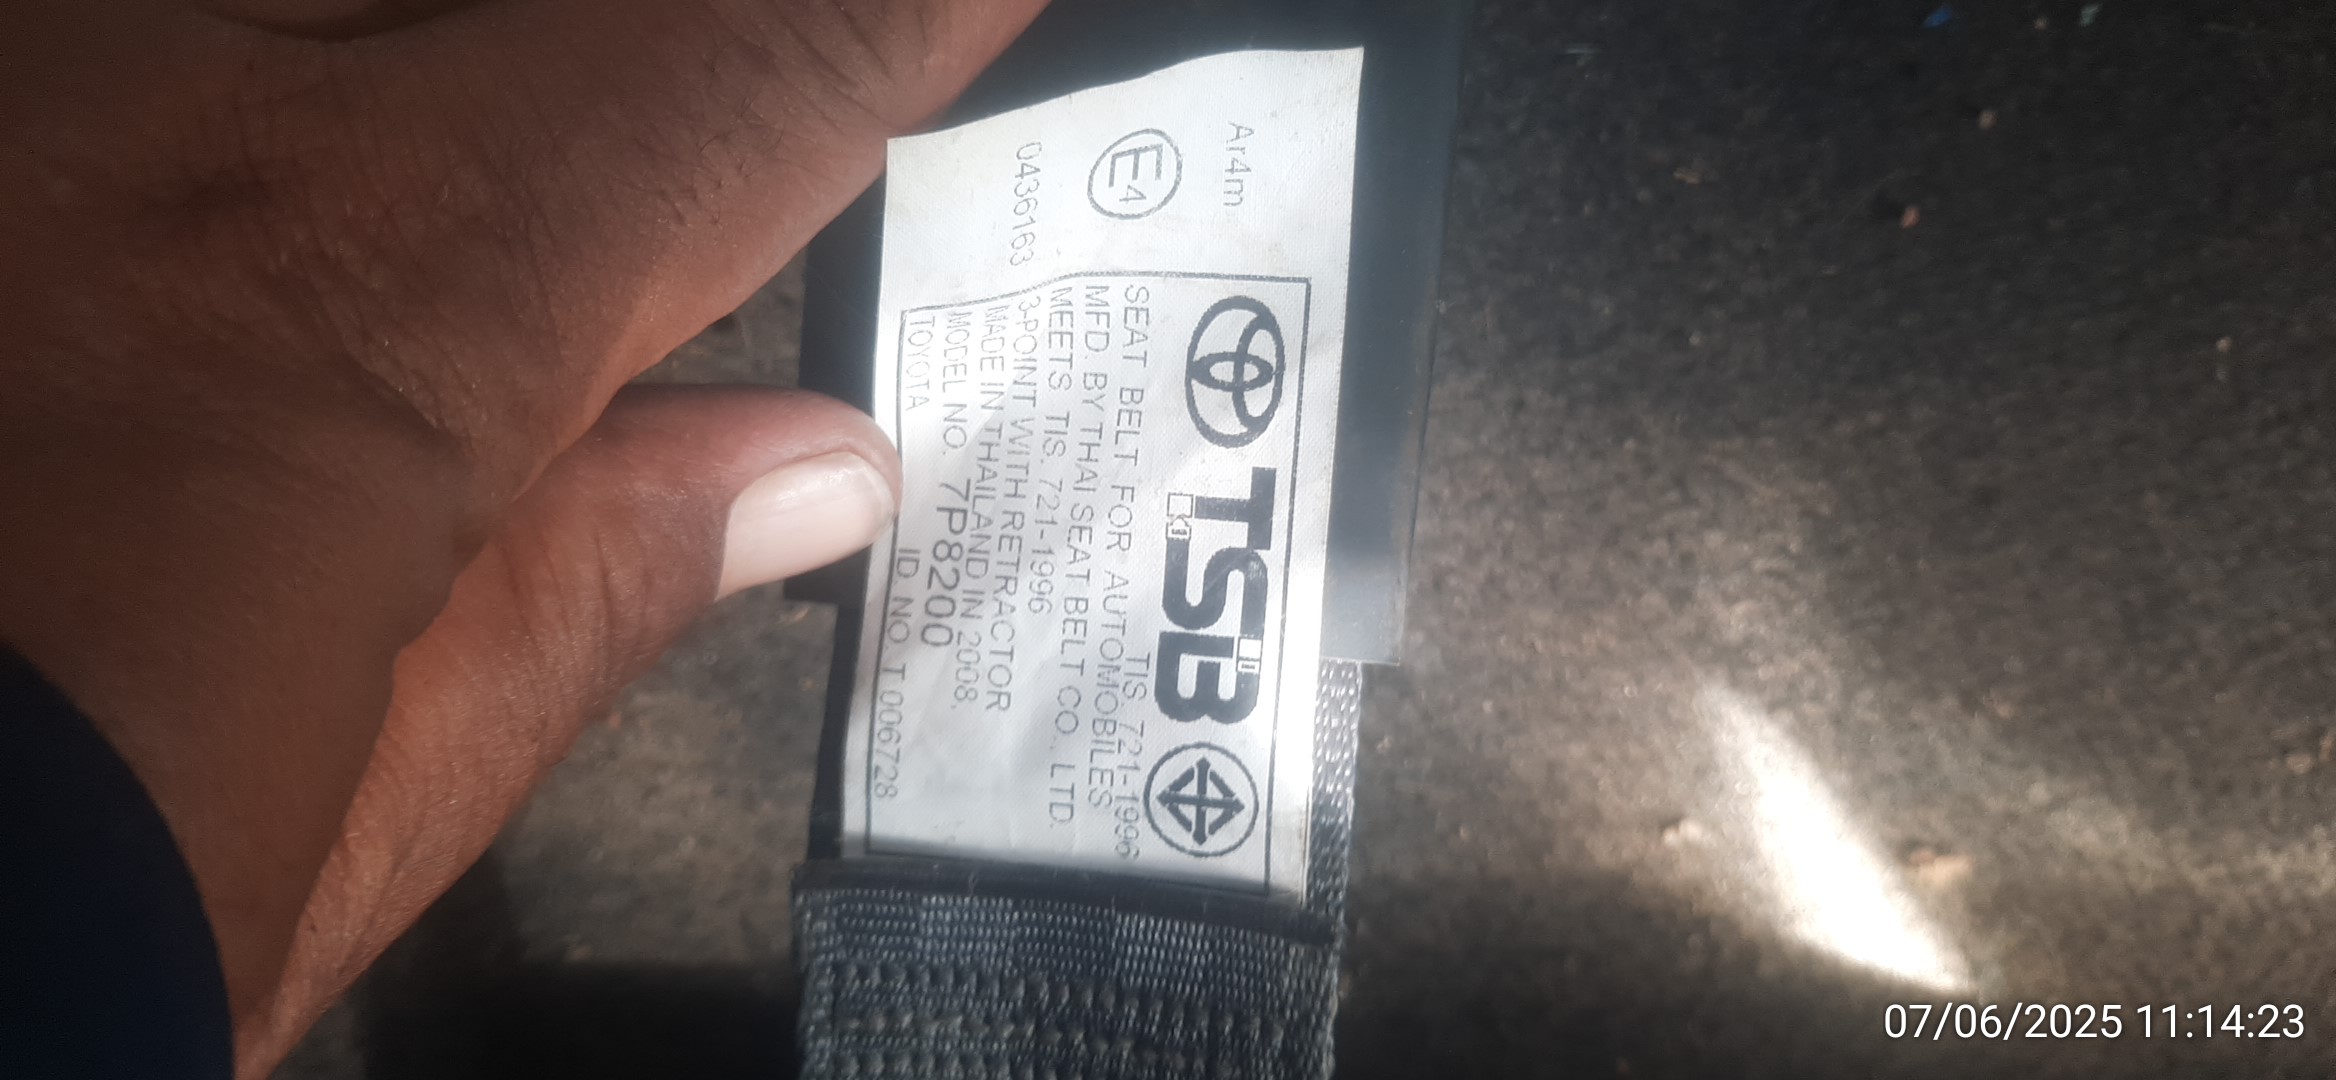 Ar4m
E4
0436163
TSB
TIS. 721-1996
SEAT BELT FOR AUTOMOBILES
MFD. BY THAI SEAT BELT CO., LTD.
MEETS TIS. 721-1996
3-POINT WITH RETRACTOR
MADE IN THAILAND IN 2008.
MODEL NO. 7P8200
TOYOTA ID. NO. T 006728
07/06/2025 11:14:23